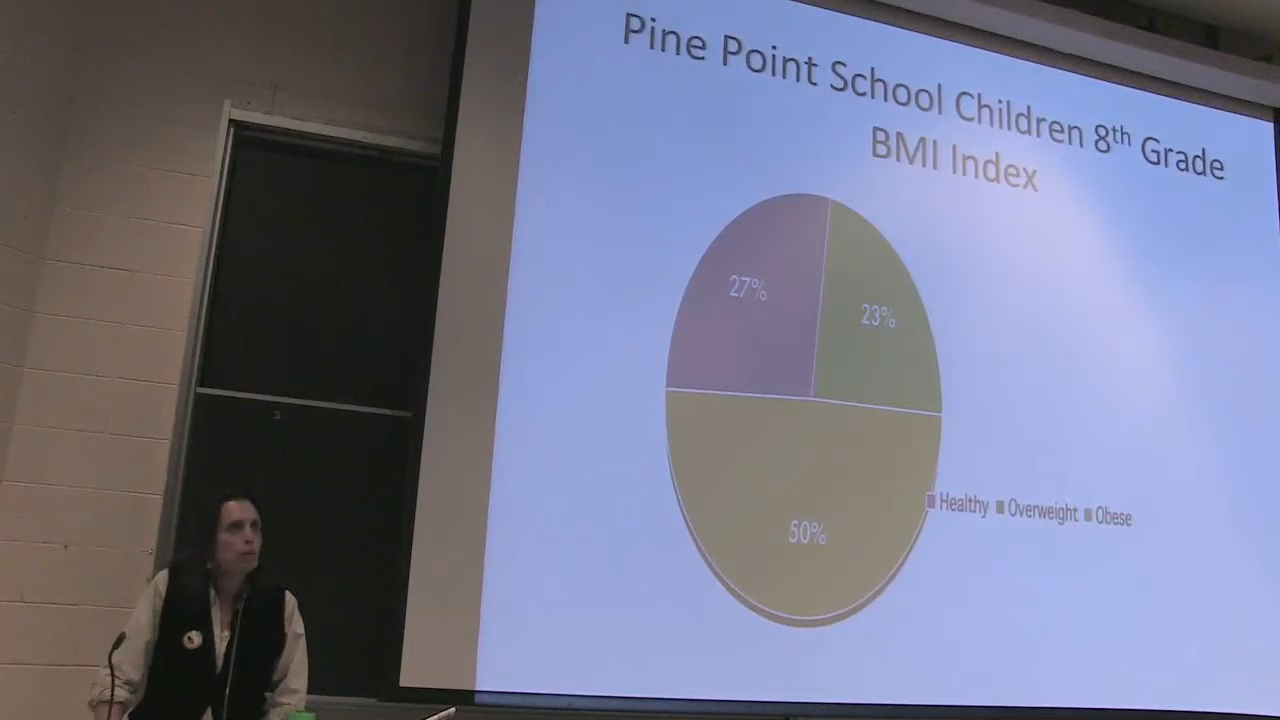 Pine Point School Children 8th Grade
BMI Index
27%
23%
50%
Healthy Overweight Obese